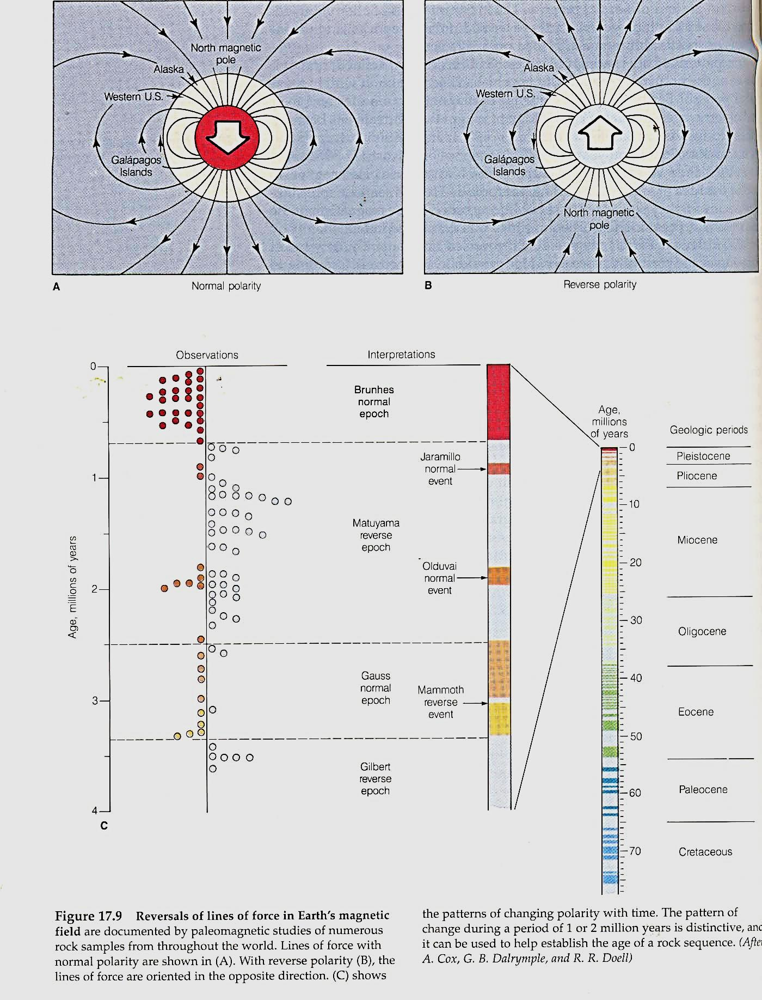 North magnetic
pole
Alaska
Western U.S.
Galápagos
Islands
A
Normal polarity
Alaska
Western U.S.
Galápagos
Islands
North magnetic
pole
B
Reverse polarity
Observations
Interpretations
Age, millions of years
0
1
2
3
4
C
Brunhes
normal
epoch
Jaramillo
normal
event
Matuyama
reverse
epoch
Olduvai
normal
event
Gauss
normal
epoch
Mammoth
reverse
event
Gilbert
reverse
epoch
Age,
millions
of years
0
10
20
30
40
50
60
70
Geologic periods
Pleistocene
Pliocene
Miocene
Oligocene
Eocene
Paleocene
Cretaceous
Figure 17.9 Reversals of lines of force in Earth's magnetic
field are documented by paleomagnetic studies of numerous
rock samples from throughout the world. Lines of force with
normal polarity are shown in (A). With reverse polarity (B), the
lines of force are oriented in the opposite direction. (C) shows
the patterns of changing polarity with time. The pattern of
change during a period of 1 or 2 million years is distinctive, and
it can be used to help establish the age of a rock sequence. (After
A. Cox, G. B. Dalrymple, and R. R. Doell)